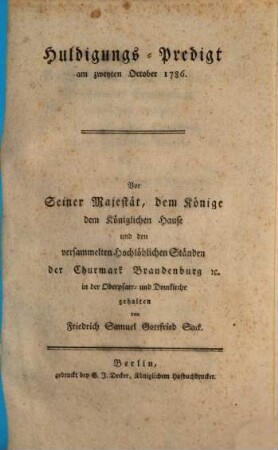 Huldigungs-Predigt
am zweyten October 1786.
Vor
Seiner Majestät, dem Könige
dem Königlichen Hause
und den
versammelten Hochlöblichen Ständen
der Churmark Brandenburg ꝛc.
in der Oberpfarr- und Domkirche
gehalten
von
Friedrich Samuel Gottfried Sack.
Berlin,
gedruckt bey G. J. Decker, Königlichem Hofbuchdrucker.